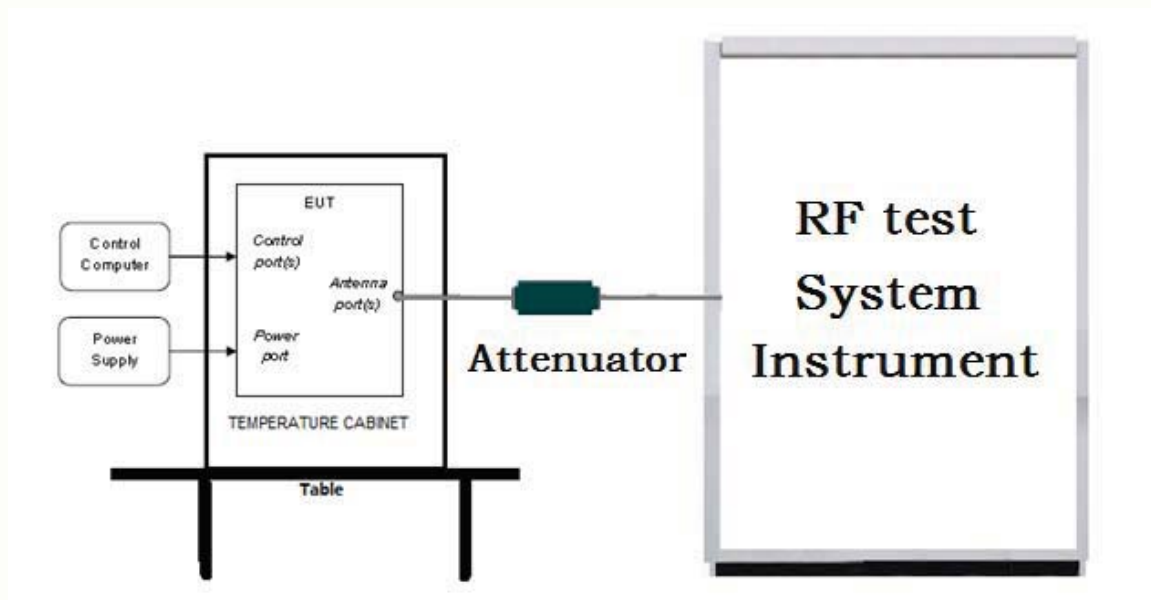 Control
Computer
Power
Supply
EUT
Control
port(s)
Antenna
port(s)
Power
port
TEMPERATURE CABINET
Table
Attenuator
RF test
System
Instrument